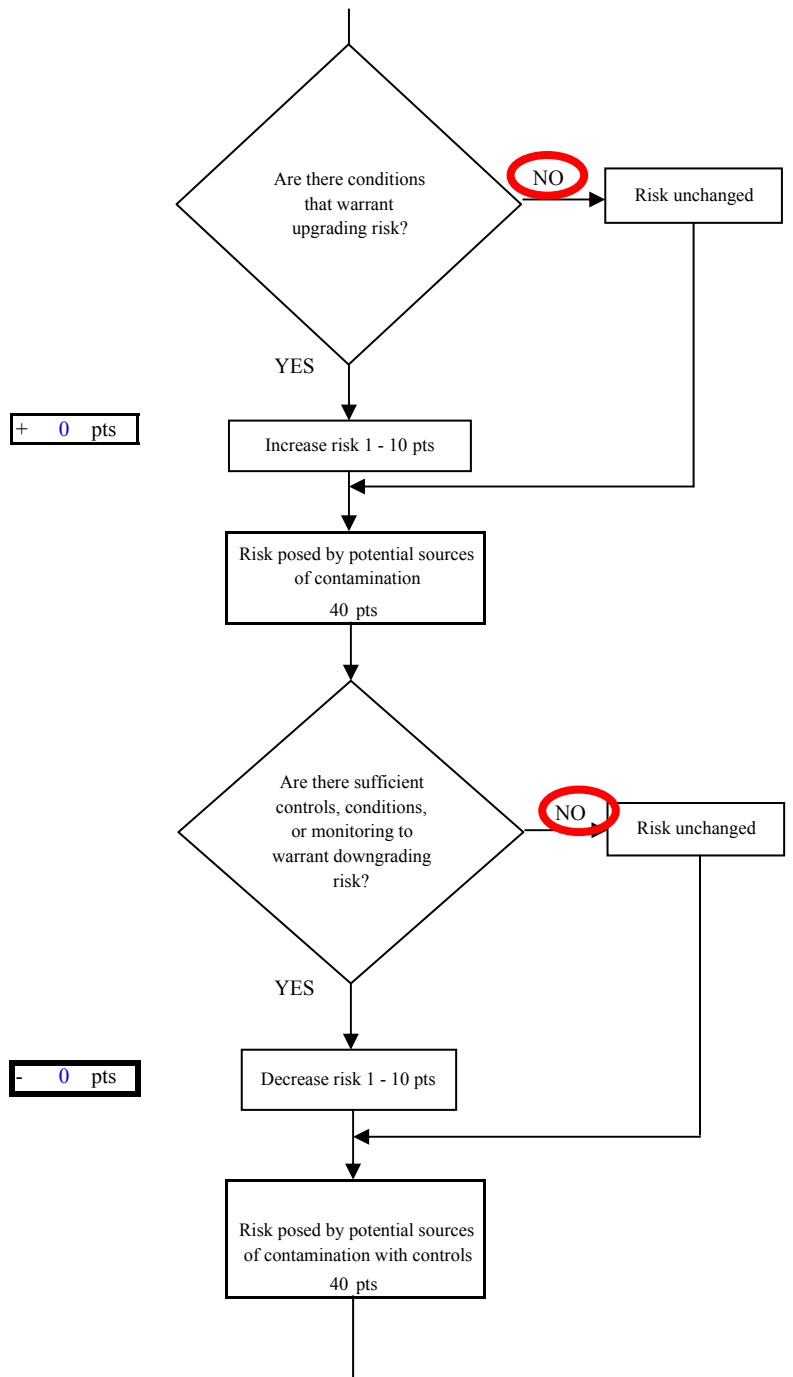 Are there conditions
that warrant
upgrading risk?
NO
Risk unchanged
YES
+ 0 pts
Increase risk 1 - 10 pts
Risk posed by potential sources
of contamination
40 pts
Are there sufficient
controls, conditions,
or monitoring to
warrant downgrading
risk?
NO
Risk unchanged
YES
- 0 pts
Decrease risk 1 - 10 pts
Risk posed by potential sources
of contamination with controls
40 pts